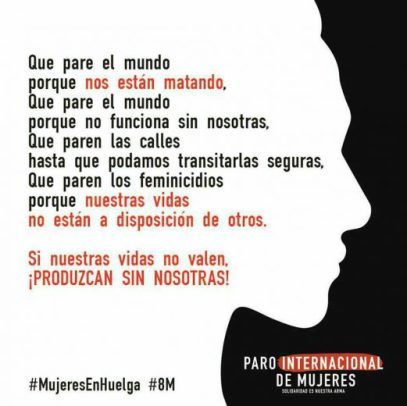 Que pare el mundo
porque nos están matando,
Que pare el mundo
porque no funciona sin nosotras,
Que paren las calles
hasta que podamos transitarlas seguras,
Que paren los feminicidios
porque nuestras vidas
no están a disposición de otros.
Si nuestras vidas no valen,
¡PRODUZCAN SIN NOSOTRAS!
PARO INTERNACIONAL
DE MUJERES
SOLIDARIDAD ES NUESTRA ARMA
#MujeresEnHuelga #8M